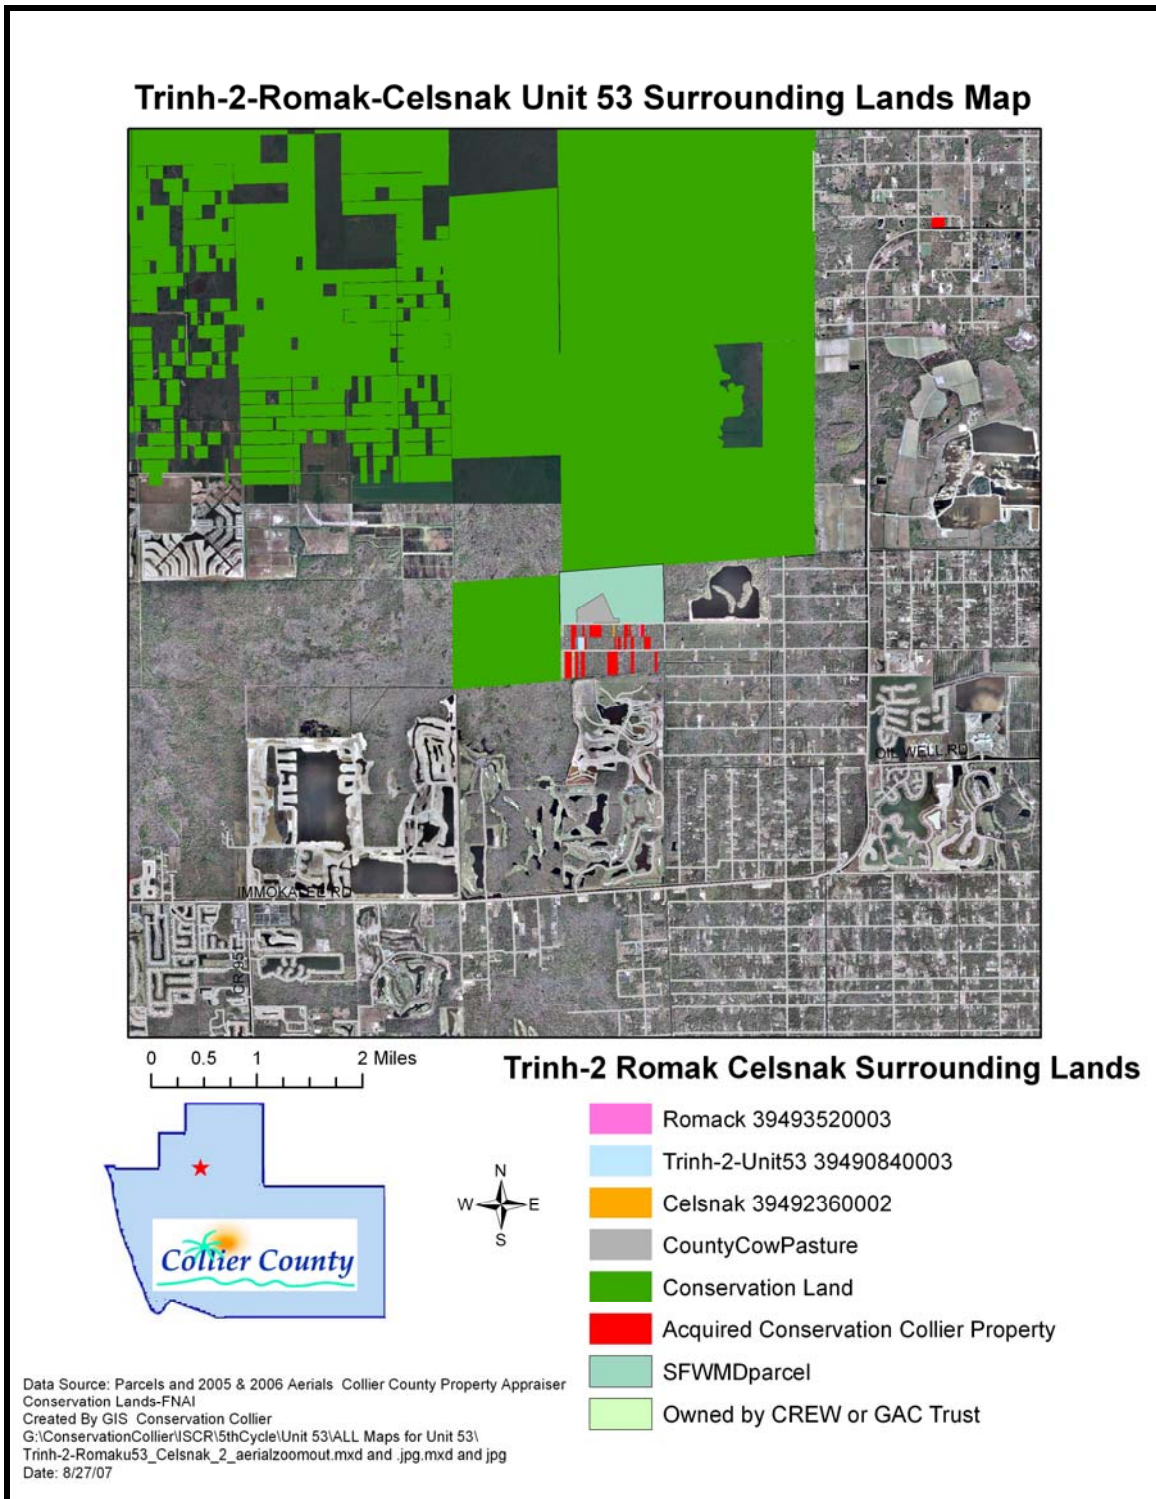 Trinh-2-Romak-Celsnak Unit 53 Surrounding Lands Map
OIL WELL RD
IMMOKALEE RD
CR 951
0 0.5 1 2 Miles
Trinh-2 Romak Celsnak Surrounding Lands
Romack 39493520003
Trinh-2-Unit53 39490840003
Celsnak 39492360002
CountyCowPasture
Conservation Land
Acquired Conservation Collier Property
SFWMDparcel
Owned by CREW or GAC Trust
N
W E
S
Collier County
Data Source: Parcels and 2005 & 2006 Aerials Collier County Property Appraiser
Conservation Lands-FNAI
Created By GIS Conservation Collier
G:\ConservationCollier\ISCR\5thCycle\Unit 53\ALL Maps for Unit 53\
Trinh-2-Romaku53_Celsnak_2_aerialzoomout.mxd and .jpg.mxd and jpg
Date: 8/27/07